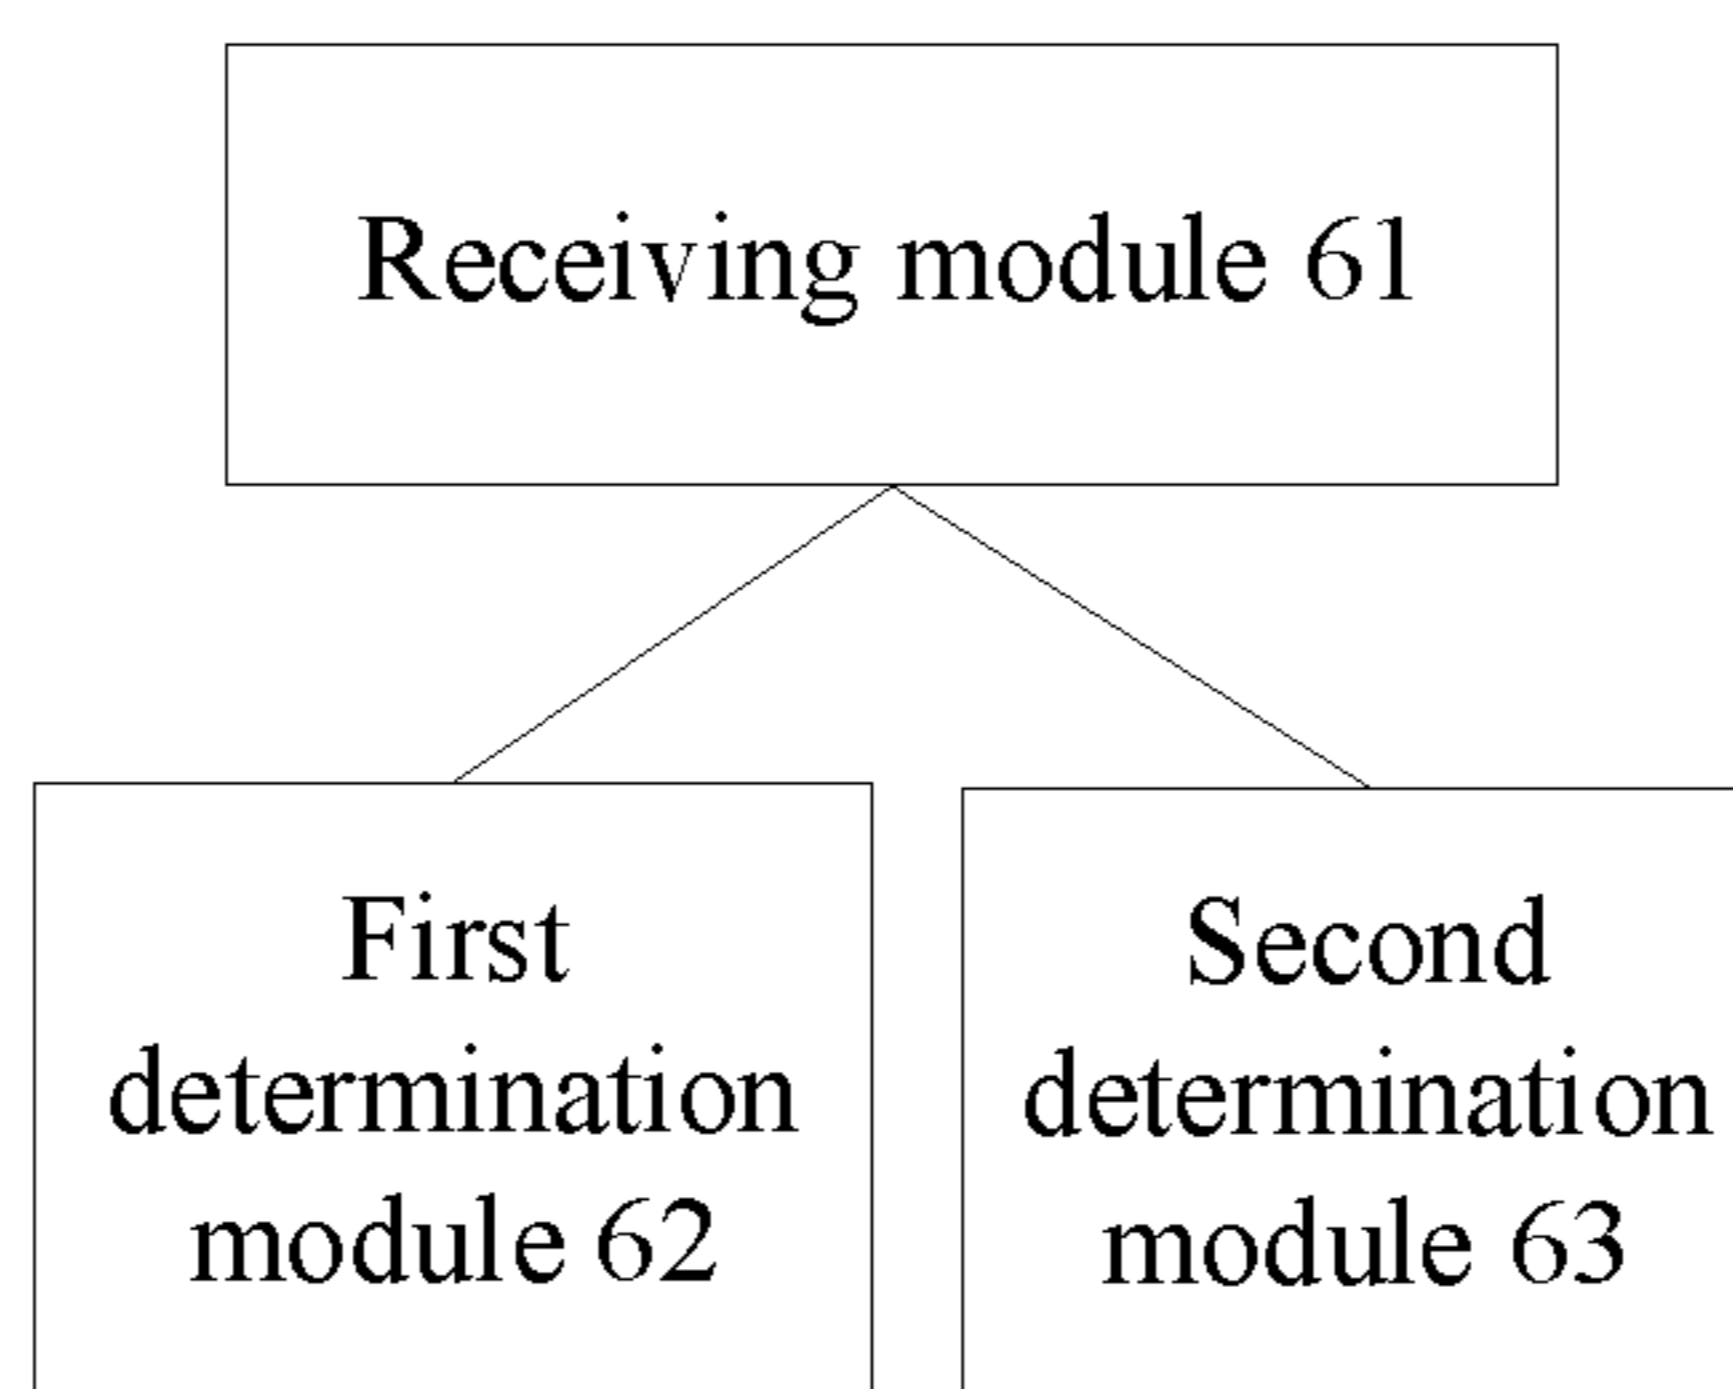 Receiving module 61
First
determination
module 62
Second
determination
module 63